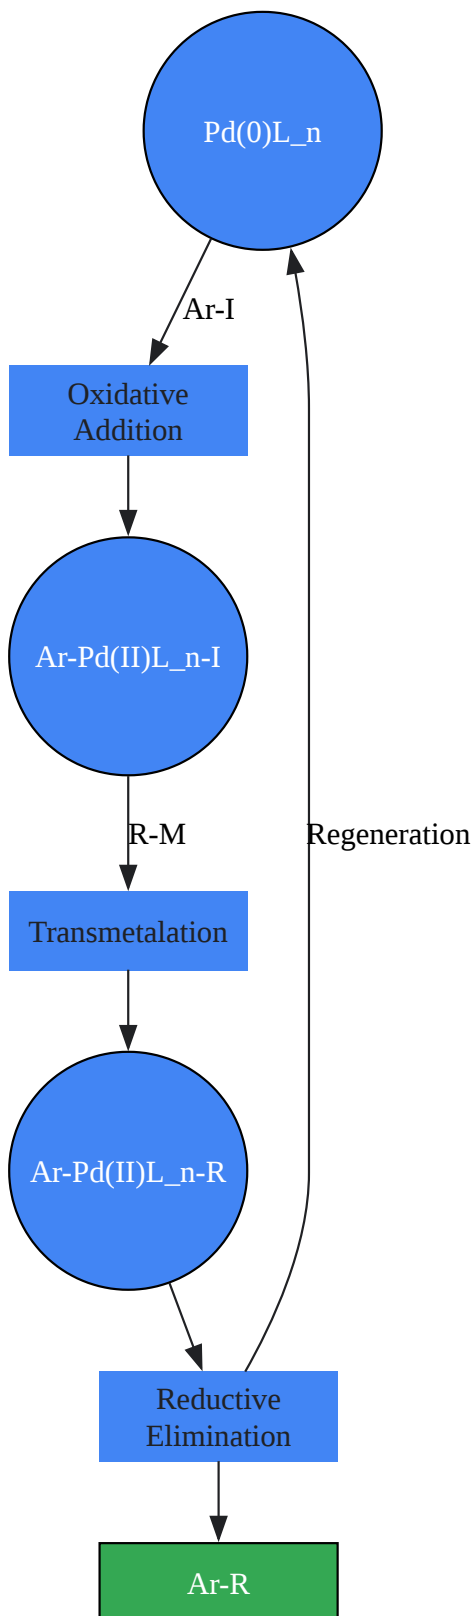 Pd(0)L_n
Ar-I
Oxidative
Addition
Ar-Pd(II)L_n-I
R-M
Regeneration
Transmetalation
Ar-Pd(II)L_n-R
Reductive
Elimination
Ar-R